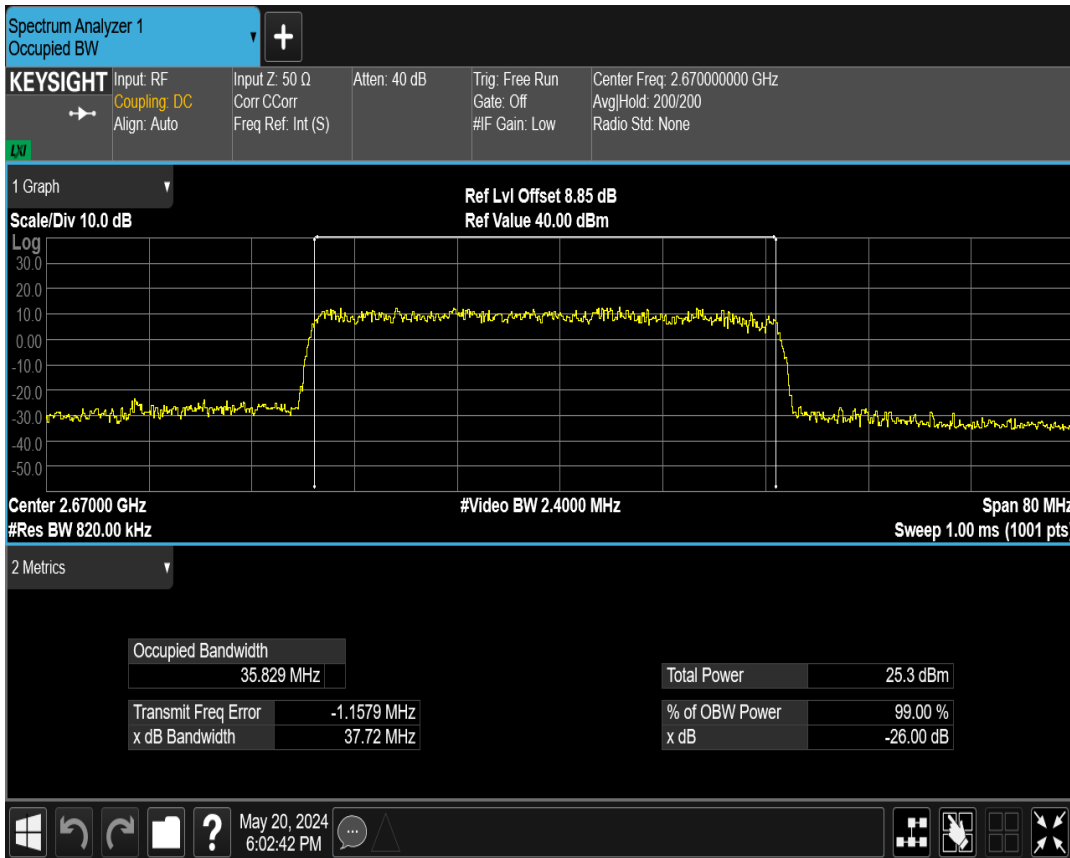 Spectrum Analyzer 1
Occupied BW
+
KEYSIGHT
LXI
Input: RF
Coupling: DC
Align: Auto
Input Z: 50 Ω
Corr CCorr
Freq Ref: Int (S)
Atten: 40 dB
Trig: Free Run
Gate: Off
#IF Gain: Low
Center Freq: 2.670000000 GHz
Avg|Hold: 200/200
Radio Std: None
1 Graph
Scale/Div 10.0 dB
Ref Lvl Offset 8.85 dB
Ref Value 40.00 dBm
Log
30.0
20.0
10.0
0.00
-10.0
-20.0
-30.0
-40.0
-50.0
Center 2.67000 GHz
#Video BW 2.4000 MHz
Span 80 MHz
#Res BW 820.00 kHz
Sweep 1.00 ms (1001 pts)
2 Metrics
Occupied Bandwidth
35.829 MHz
Total Power 25.3 dBm
Transmit Freq Error -1.1579 MHz
% of OBW Power 99.00 %
x dB Bandwidth 37.72 MHz
x dB -26.00 dB
?
May 20, 2024
6:02:42 PM